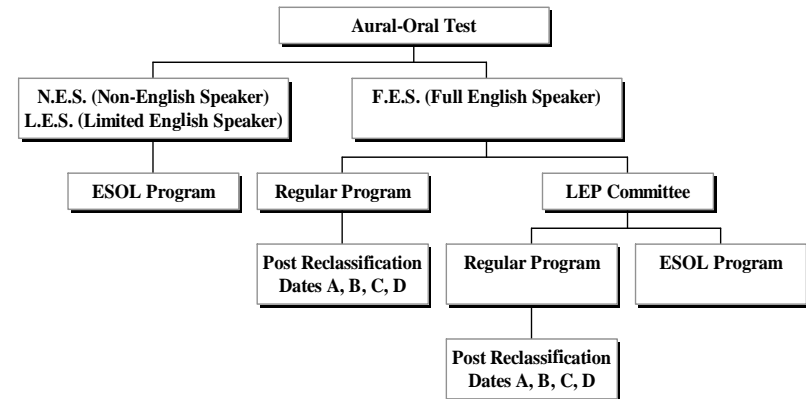 Aural-Oral Test
N.E.S. (Non-English Speaker)
L.E.S. (Limited English Speaker)
F.E.S. (Full English Speaker)
ESOL Program
Regular Program
LEP Committee
Post Reclassification
Dates A, B, C, D
Regular Program
ESOL Program
Post Reclassification
Dates A, B, C, D